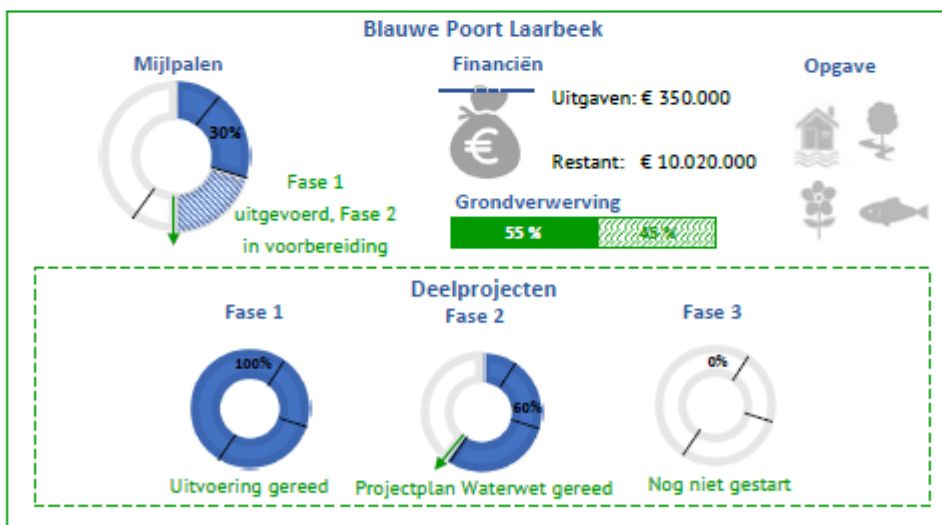 Blauwe Poort Laarbeek
Mijlpalen
30%
Fase 1
uitgevoerd, Fase 2
in voorbereiding
Financiën
€
Uitgaven: € 350.000
Restant: € 10.020.000
Grondverwerving
55 %
45 %
Opgave
Deelprojecten
Fase 1
100%
Uitvoering gereed
Fase 2
60%
Projectplan Waterwet gereed
Fase 3
0%
Nog niet gestart